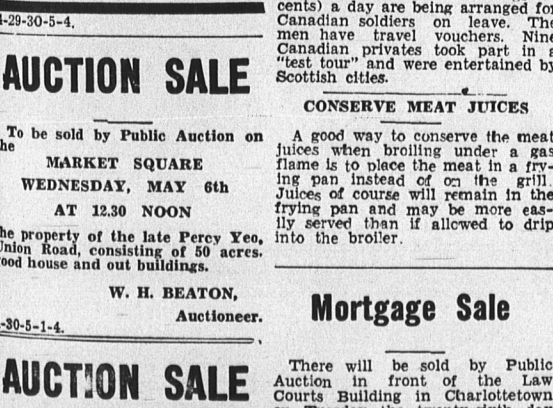 -29-30-5-4.
AUCTION SALE
To be sold by Public Auction on
he
MARKET SQUARE
WEDNESDAY, MAY 6th
AT 12.30 NOON
he property of the late Percy Yeo,
Union Road, consisting of 50 acres.
ood house and out buildings.
W. H. BEATON,
Auctioneer.
-30-5-1-4.
AUCTION SALE
cents) a day are being arranged for
Canadian soldiers on leave. The
men have travel vouchers. Nine
Canadian privates took part in a
"test tour" and were entertained by
Scottish cities.
CONSERVE MEAT JUICES
A good way to conserve the meat
juices when broiling under a gas
flame is to place the meat in a fry-
ing pan instead of on the grill.
Juices of course will remain in the
frying pan and may be more eas-
ily served than if allowed to drip
into the broiler.
Mortgage Sale
There will be sold by Public
Auction in front of the Law
Courts Building in Charlottetown